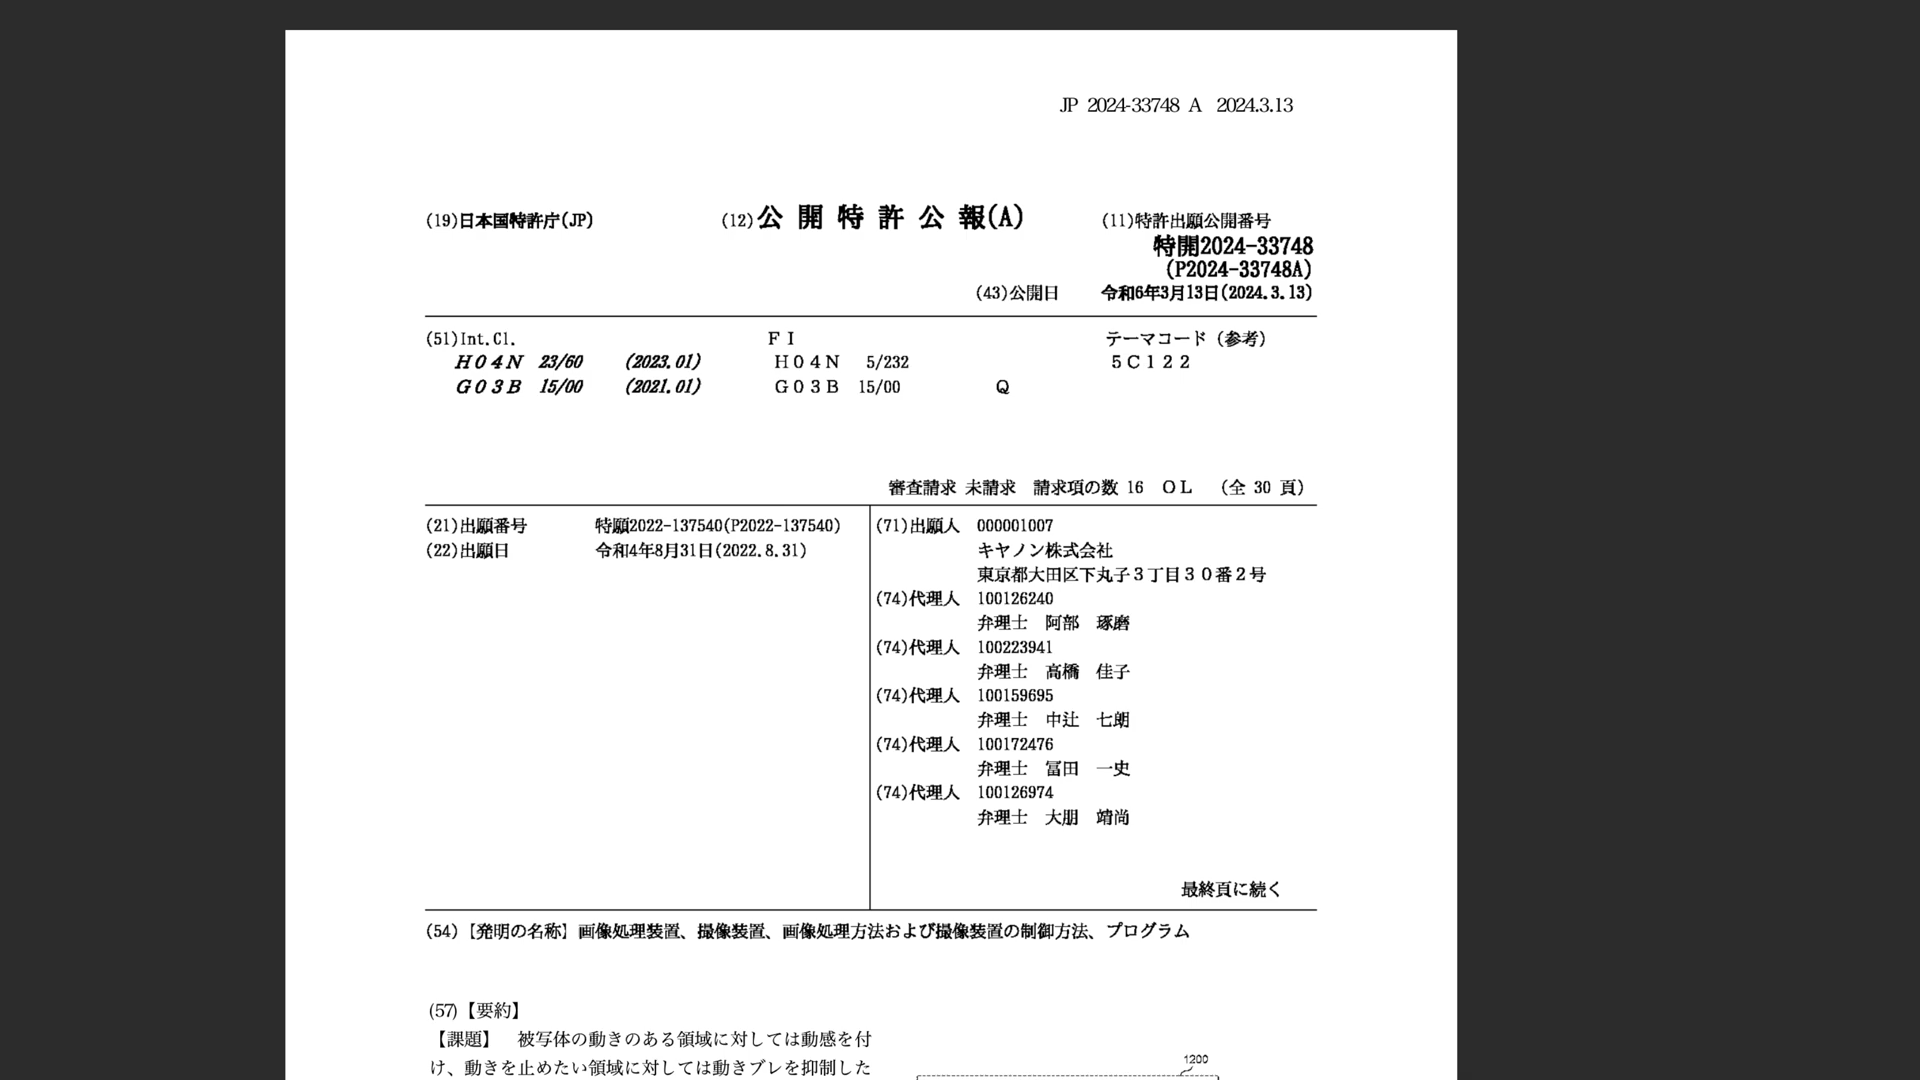 JP 2024-33748 A 2024.3.13
(19)日本国特許庁(JP) (12)公開特許公報(A) (11)特許出願公開番号
特開2024-33748
(P2024-33748A)
(43)公開日 令和6年3月13日(2024.3.13)
(51)Int.Cl. ＦＩ テーマコード（参考）
Ｈ０４Ｎ 23/60 (2023.01) Ｈ０４Ｎ 5/232 ５Ｃ１２２
Ｇ０３Ｂ 15/00 (2021.01) Ｇ０３Ｂ 15/00 Ｑ
審査請求 未請求 請求項の数 16 ＯＬ （全 30 頁）
(21)出願番号 特願2022-137540(P2022-137540)
(22)出願日 令和4年8月31日(2022.8.31)
(71)出願人 000001007
キヤノン株式会社
東京都大田区下丸子３丁目３０番２号
(74)代理人 100126240
弁理士 阿部 琢磨
(74)代理人 100223941
弁理士 高橋 佳子
(74)代理人 100159695
弁理士 中辻 七朗
(74)代理人 100172476
弁理士 冨田 一史
(74)代理人 100126974
弁理士 大朋 靖尚
最終頁に続く
(54)【発明の名称】画像処理装置、撮像装置、画像処理方法および撮像装置の制御方法、プログラム
(57)【要約】
【課題】 被写体の動きのある領域に対しては動感を付
け、動きを止めたい領域に対しては動きブレを抑制した
1200